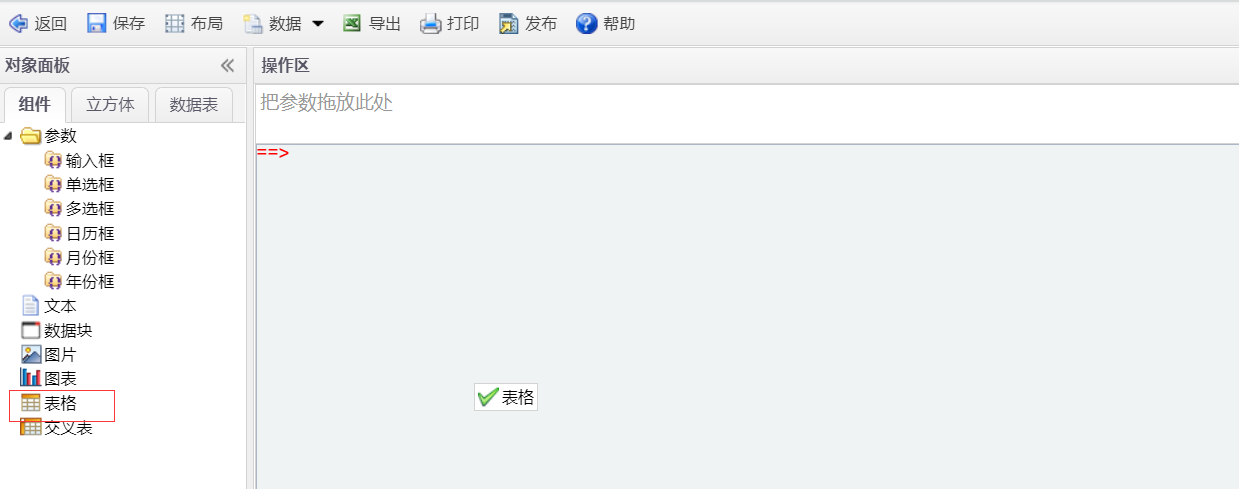 返回 保存 布局 数据 导出 打印 发布 帮助
对象面板
操作区
组件 立方体 数据表
把参数拖放此处
参数
==>
输入框
单选框
多选框
日历框
月份框
年份框
文本
数据块
图片
图表
表格
表格
交叉表